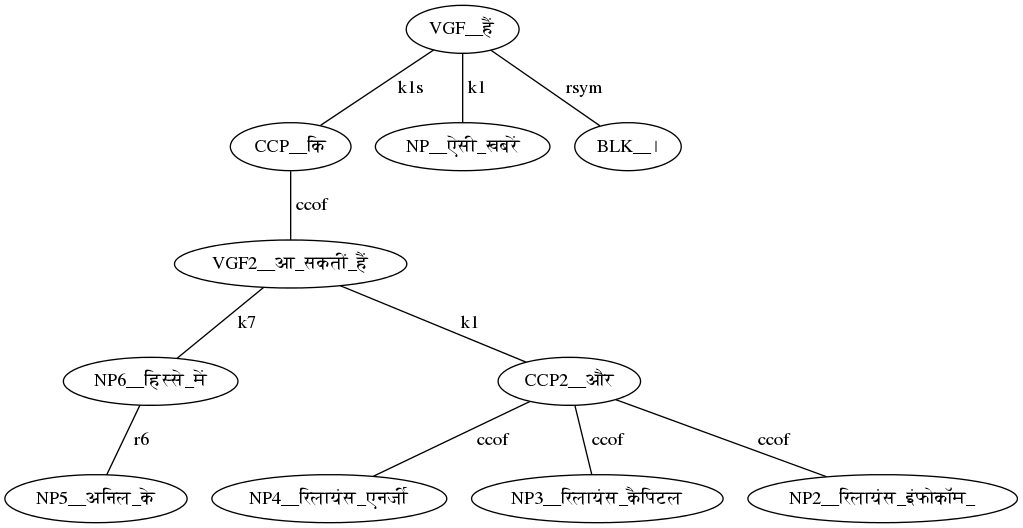 VGF__हैं
k1s k1 rsym
CCP__कि NP__ऐसी_खबरें BLK__।
ccof
VGF2__आ_सकतीं_हैं
k7 k1
NP6__हिस्से_में CCP2__और
r6 ccof ccof ccof
NP5__अनिल_के NP4__रिलायंस_एनर्जी NP3__रिलायंस_कैपिटल NP2__रिलायंस_इंफोकॉम_